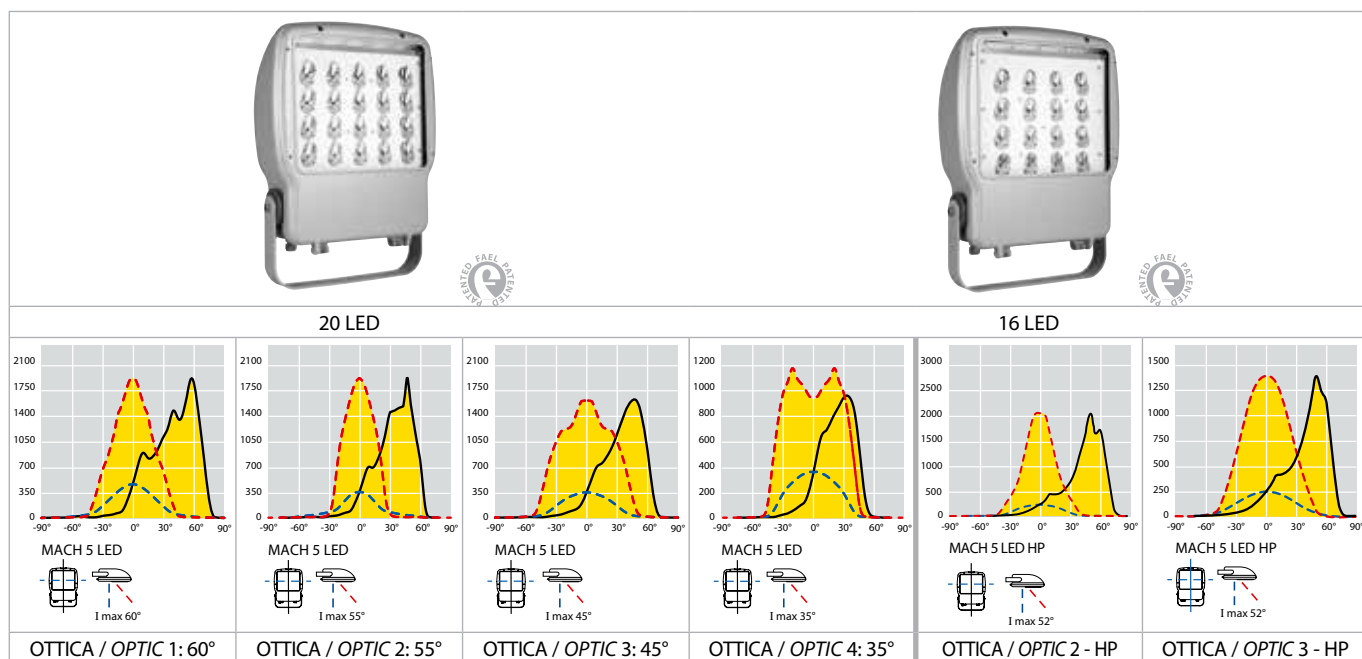 PATENTED FAEL PATENTED
PATENTED FAEL PATENTED
20 LED
16 LED
2100
1750
1400
1050
700
350
0
-90° -60° -30° 0° 30° 60° 90°
MACH 5 LED
I max 60°
OTTICA / OPTIC 1: 60°
2100
1750
1400
1050
700
350
0
-90° -60° -30° 0° 30° 60° 90°
MACH 5 LED
I max 55°
OTTICA / OPTIC 2: 55°
2100
1750
1400
1050
700
350
0
-90° -60° -30° 0° 30° 60° 90°
MACH 5 LED
I max 45°
OTTICA / OPTIC 3: 45°
1200
1000
800
600
400
200
0
-90° -60° -30° 0° 30° 60° 90°
MACH 5 LED
I max 35°
OTTICA / OPTIC 4: 35°
3000
2500
2000
1500
1000
500
0
-90° -60° -30° 0° 30° 60° 90°
MACH 5 LED HP
I max 52°
OTTICA / OPTIC 2 - HP
1500
1250
1000
750
500
250
0
-90° -60° -30° 0° 30° 60° 90°
MACH 5 LED HP
I max 52°
OTTICA / OPTIC 3 - HP